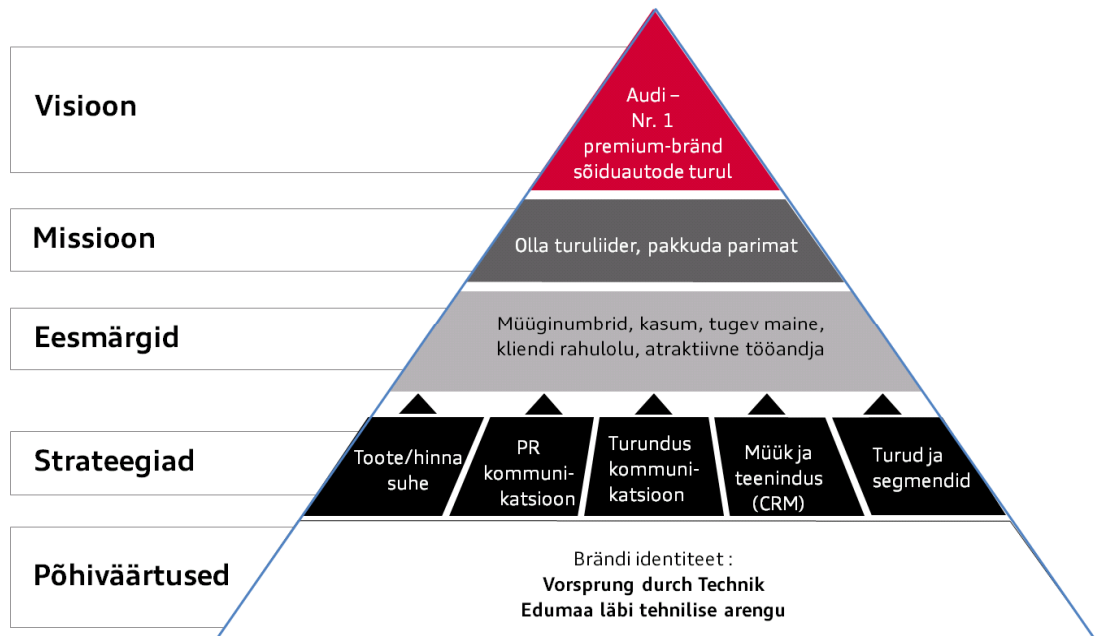 Visioon
Audi –
Nr. 1
premium-bränd
sõiduautode turul
Missioon
Olla turuliider, pakkuda parimat
Eesmärgid
Müüginumbrid, kasum, tugev maine,
kliendi rahulolu, atraktiivne tööandja
Strateegiad
Toote/hinna
suhe
PR
kommuni-
katsioon
Turundus
kommuni-
katsioon
Müük ja
teenindus
(CRM)
Turud ja
segmendid
Põhiväärtused
Brändi identiteet :
Vorsprung durch Technik
Edumaa läbi tehnilise arengu